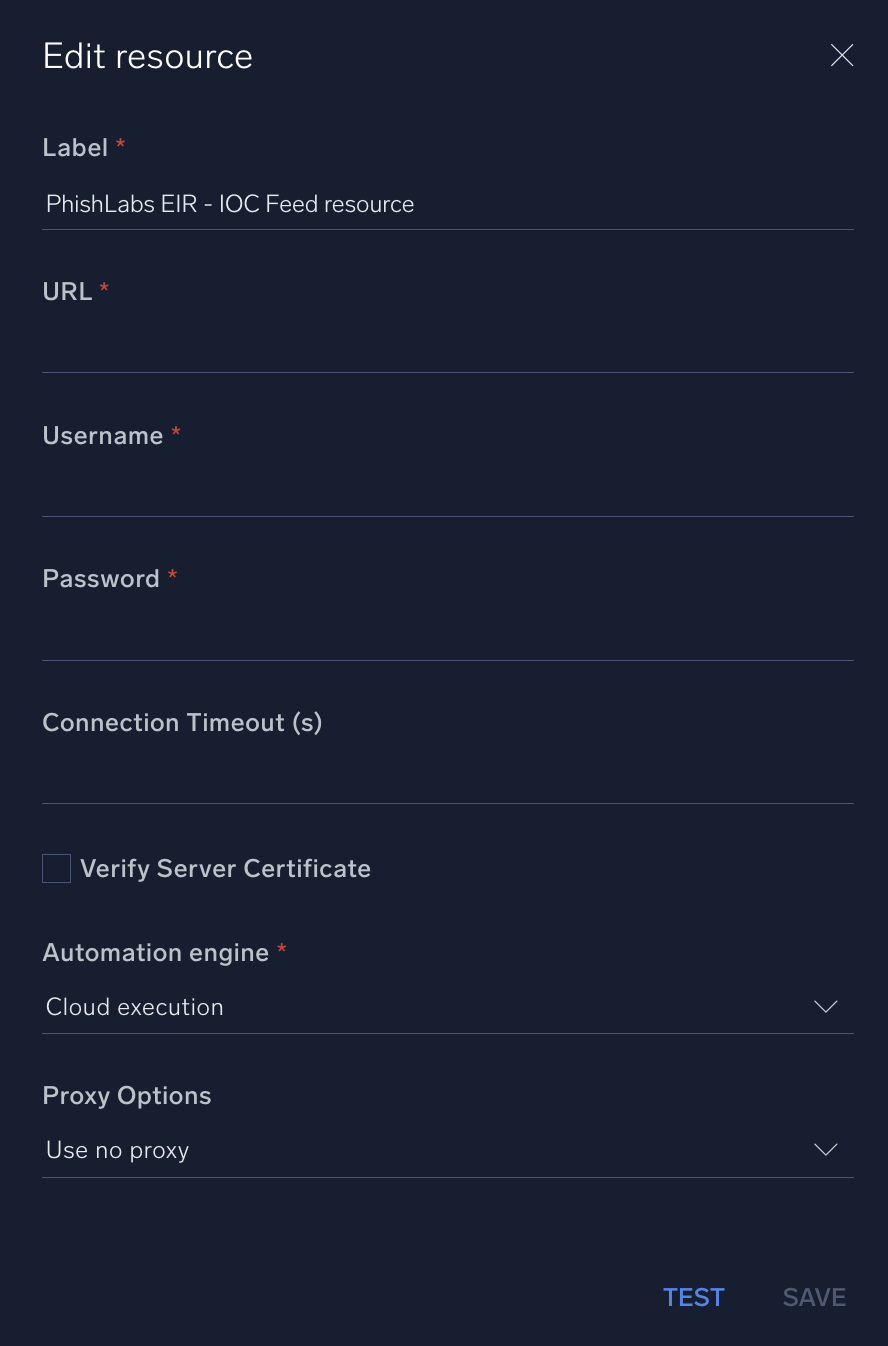 Edit resource
Label *
PhishLabs EIR - IOC Feed resource
URL *
Username *
Password *
Connection Timeout (s)
Verify Server Certificate
Automation engine *
Cloud execution
Proxy Options
Use no proxy
TEST SAVE